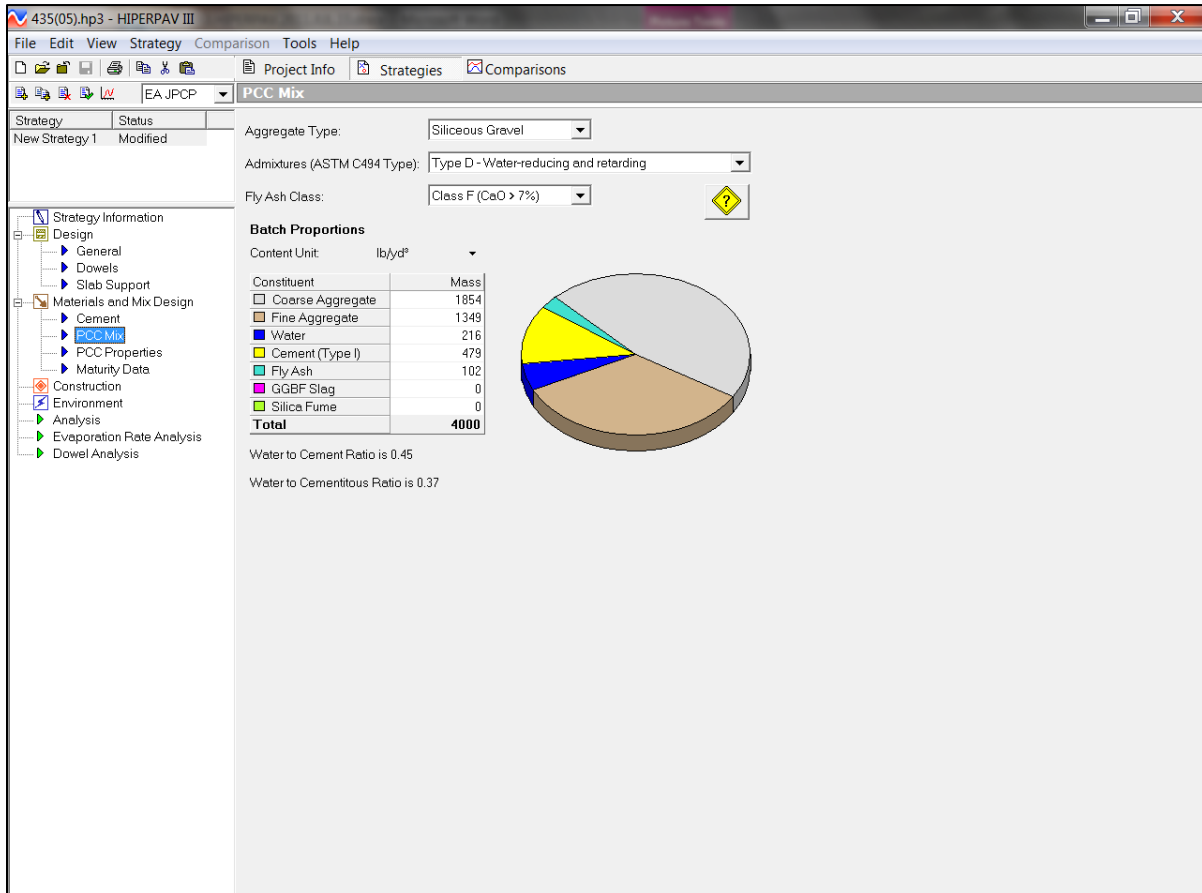 435(05).hp3 - HIPERPAV III
File Edit View Strategy Comparison Tools Help
Project Info Strategies Comparisons
EA JPCP
PCC Mix
Strategy Status
New Strategy 1 Modified
Strategy Information
Design
General
Dowels
Slab Support
Materials and Mix Design
Cement
PCC Mix
PCC Properties
Maturity Data
Construction
Environment
Analysis
Evaporation Rate Analysis
Dowel Analysis
Aggregate Type: Siliceous Gravel
Admixtures (ASTM C494 Type): Type D - Water-reducing and retarding
Fly Ash Class: Class F (CaO > 7%)
?
Batch Proportions
Content Unit: lb/yd³
Constituent Mass
Coarse Aggregate 1854
Fine Aggregate 1349
Water 216
Cement (Type I) 479
Fly Ash 102
GGBF Slag 0
Silica Fume 0
Total 4000
Water to Cement Ratio is 0.45
Water to Cementitous Ratio is 0.37